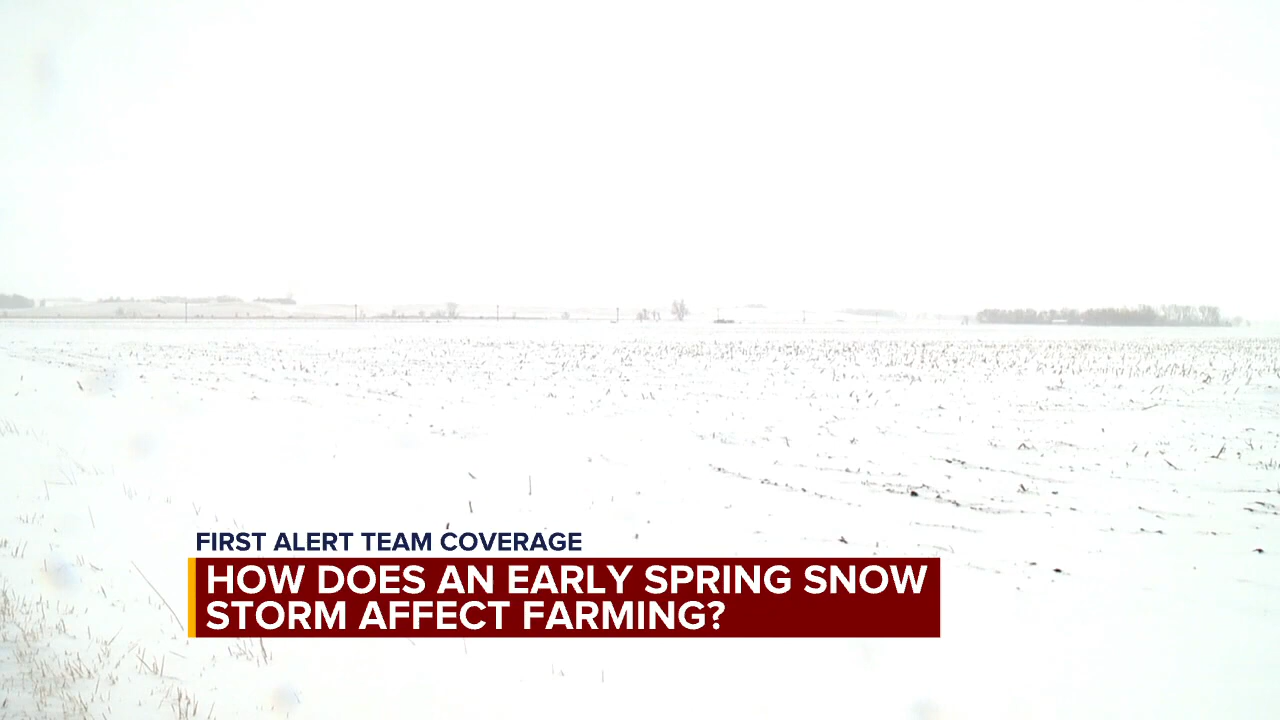 FIRST ALERT TEAM COVERAGE
HOW DOES AN EARLY SPRING SNOW
STORM AFFECT FARMING?